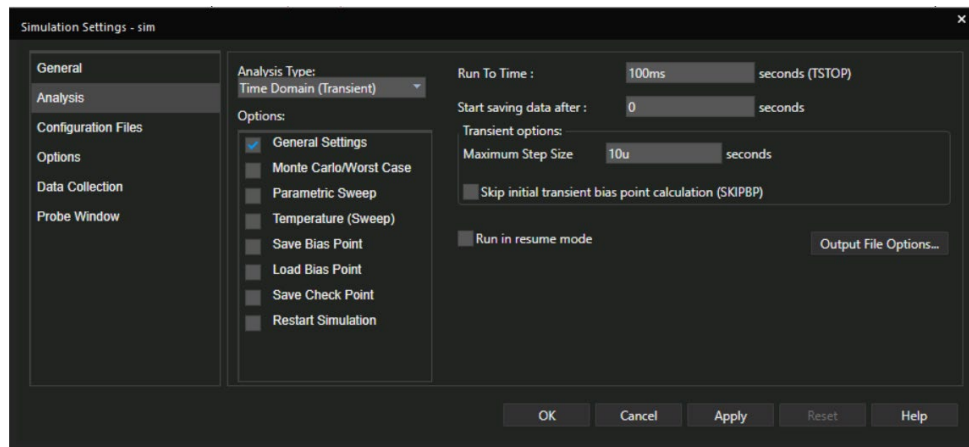 Simulation Settings - sim
×
General
Analysis
Configuration Files
Options
Data Collection
Probe Window
Analysis Type:
Time Domain (Transient)
Options:
General Settings
Monte Carlo/Worst Case
Parametric Sweep
Temperature (Sweep)
Save Bias Point
Load Bias Point
Save Check Point
Restart Simulation
Run To Time : 100ms seconds (TSTOP)
Start saving data after : 0 seconds
Transient options:
Maximum Step Size 10u seconds
Skip initial transient bias point calculation (SKIPBP)
Run in resume mode
Output File Options...
OK Cancel Apply Reset Help